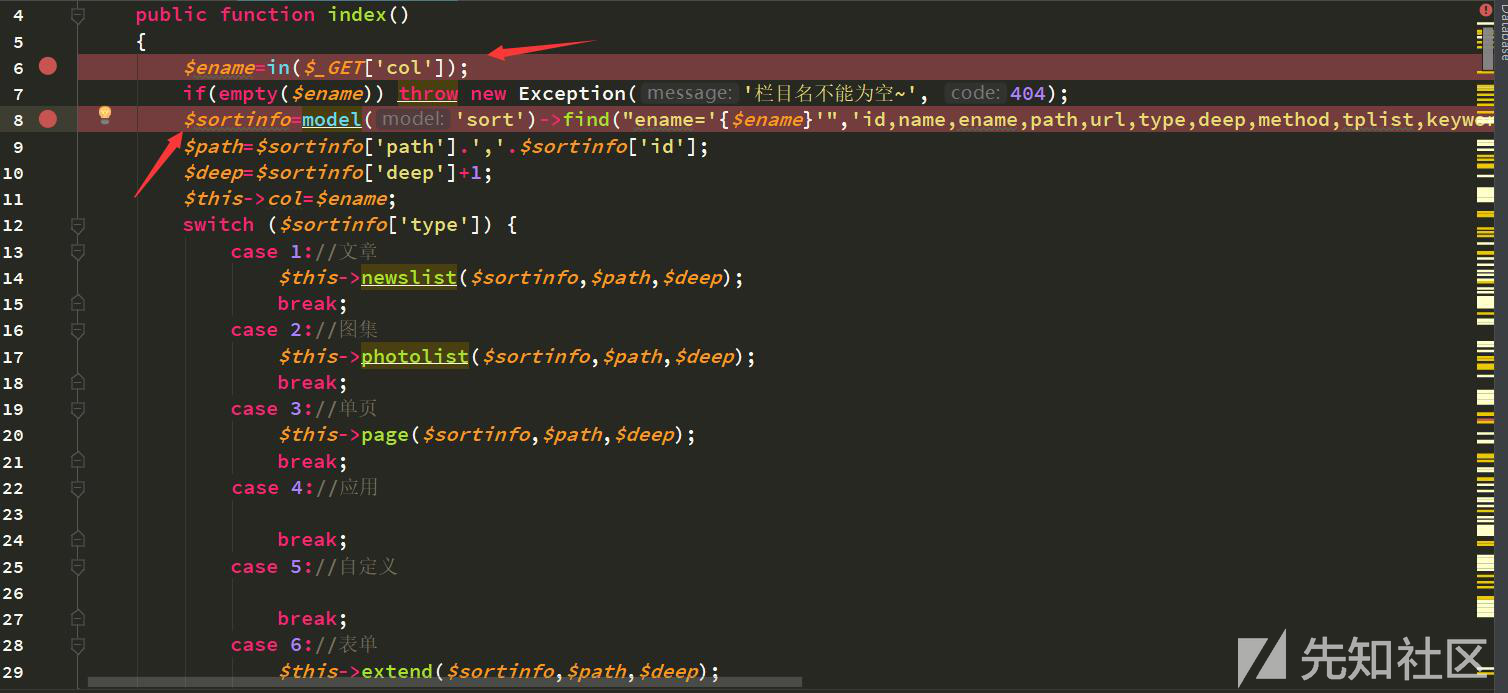 4 public function index()
5 {
6 $ename=in($_GET['col']);
7 if(empty($ename)) throw new Exception( message: '栏目名不能为空~', code: 404);
8 $sortinfo=model( model: 'sort')->find("ename='{$ename}'",'id,name,ename,path,url,type,deep,method,tplist,keywor
9 $path=$sortinfo['path'].','.$sortinfo['id'];
10 $deep=$sortinfo['deep']+1;
11 $this->col=$ename;
12 switch ($sortinfo['type']) {
13 case 1://文章
14 $this->newslist($sortinfo,$path,$deep);
15 break;
16 case 2://图集
17 $this->photolist($sortinfo,$path,$deep);
18 break;
19 case 3://单页
20 $this->page($sortinfo,$path,$deep);
21 break;
22 case 4://应用
23
24 break;
25 case 5://自定义
26
27 break;
28 case 6://表单
29 $this->extend($sortinfo,$path,$deep);
Database
先知社区